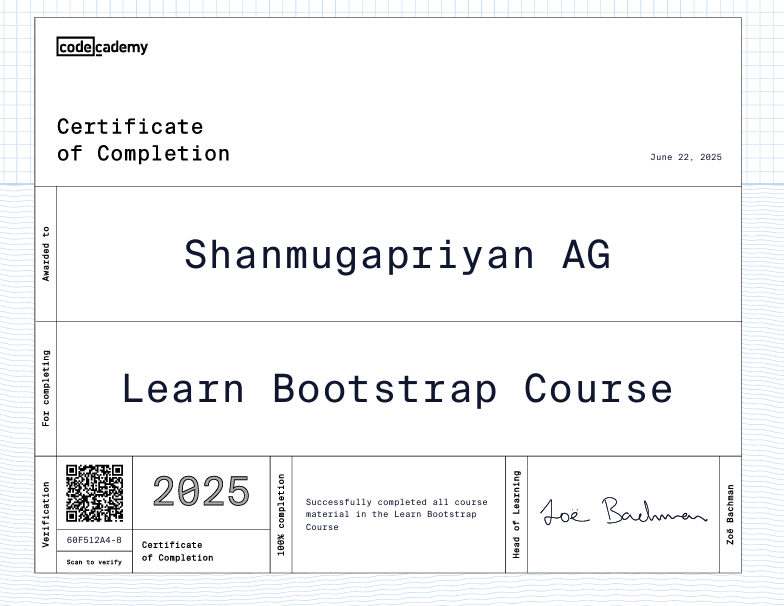 codecademy
Certificate
of Completion
June 22, 2025
Awarded to
Shanmugapriyan AG
For completing
Learn Bootstrap Course
Verification
60F512A4-8
Scan to verify
2025
Certificate
of Completion
100% completion
Successfully completed all course
material in the Learn Bootstrap
Course
Head of Learning
Zoë Bachman
Zoë Bachman